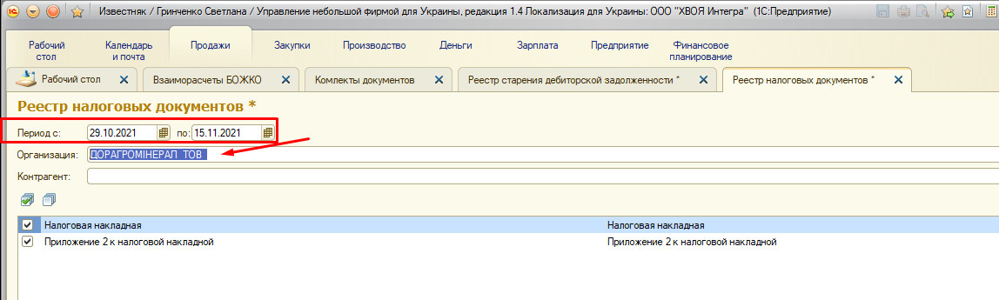 Известняк / Гринченко Светлана / Управление небольшой фирмой для Украины, редакция 1.4 Локализация для Украины: ООО "ХВОЯ Интегра" (1С:Предприятие)
Рабочий стол
Календарь и почта
Продажи
Закупки
Производство
Деньги
Зарплата
Предприятие
Финансовое планирование
Рабочий стол
Взаиморасчеты БОЖКО
Комлекты документов
Реестр старения дебиторской задолженности *
Реестр налоговых документов *
Реестр налоговых документов *
Период с: 29.10.2021 по: 15.11.2021
Организация: ДОРАГРОМІНЕРАЛ ТОВ
Контрагент:
Налоговая накладная Налоговая накладная
Приложение 2 к налоговой накладной Приложение 2 к налоговой накладной